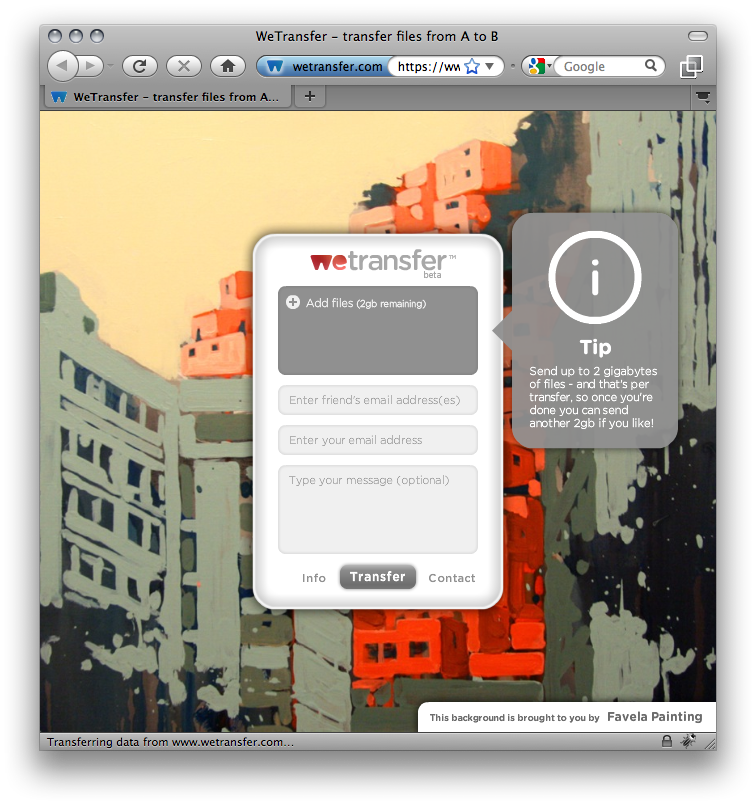 WeTransfer - transfer files from A to B
wetransfer.com https://ww
Google
WeTransfer - transfer files from A...
wetransfer™
beta
Add files (2gb remaining)
Enter friend's email address(es)
Enter your email address
Type your message (optional)
Info Transfer Contact
Tip
Send up to 2 gigabytes
of files - and that's per
transfer, so once you're
done you can send
another 2gb if you like!
This background is brought to you by Favela Painting
Transferring data from www.wetransfer.com...